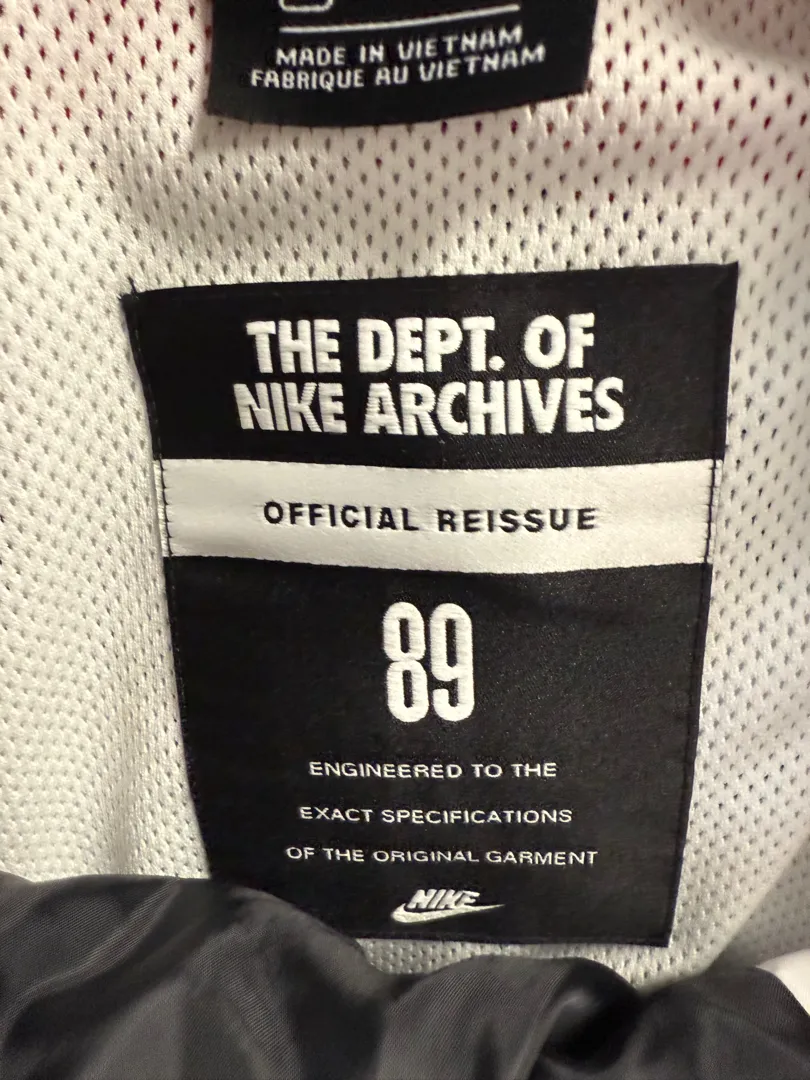 MADE IN VIETNAM
FABRIQUE AU VIETNAM
THE DEPT. OF
NIKE ARCHIVES
OFFICIAL REISSUE
89
ENGINEERED TO THE
EXACT SPECIFICATIONS
OF THE ORIGINAL GARMENT
NIKE